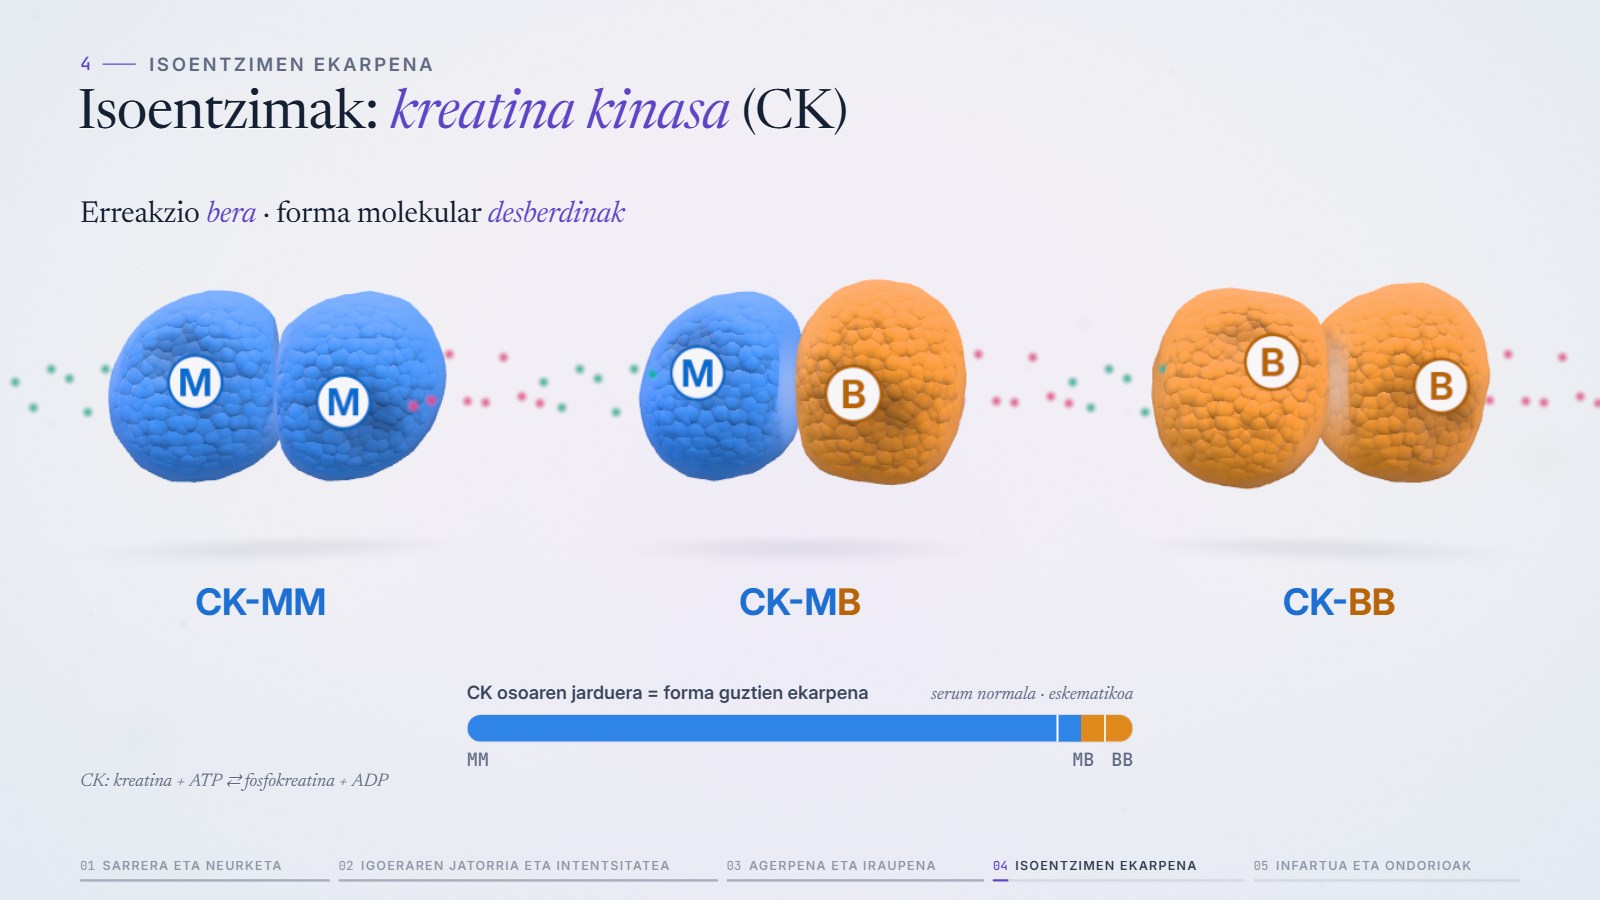 4 — ISOENTZIMEN EKARPENA
Isoentzimak: kreatina kinasa (CK)
Erreakzio bera · forma molekular desberdinak
M M M B B B
CK-MM CK-MB CK-BB
CK osoaren jarduera = forma guztien ekarpena serum normala · eskematikoa
MM MB BB
CK: kreatina + ATP ⇄ fosfokreatina + ADP
01 SARRERA ETA NEURKETA 02 IGOERAREN JATORRIA ETA INTENTSITATEA 03 AGERPENA ETA IRAUPENA 04 ISOENTZIMEN EKARPENA 05 INFARTUA ETA ONDORIOAK